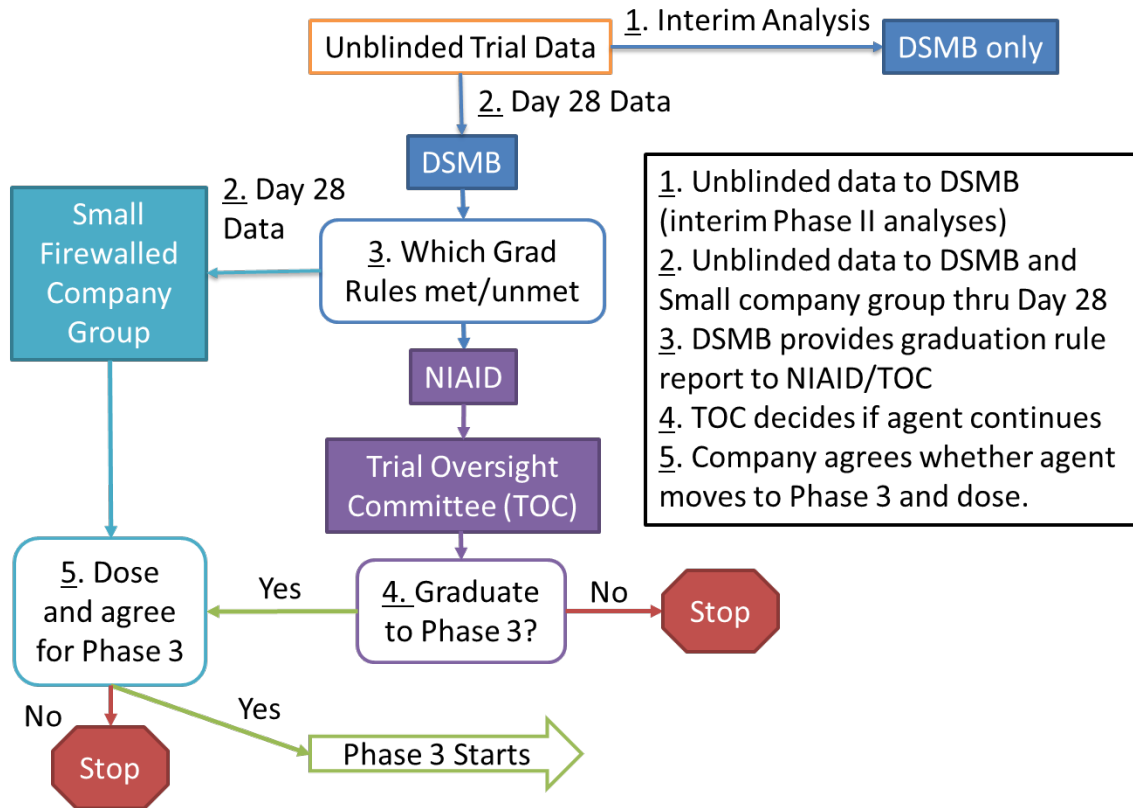 1. Interim Analysis
Unblinded Trial Data
DSMB only
2. Day 28 Data
DSMB
2. Day 28
Data
Small
Firewalled
Company
Group
3. Which Grad
Rules met/unmet
1. Unblinded data to DSMB
(interim Phase II analyses)
2. Unblinded data to DSMB and
Small company group thru Day 28
3. DSMB provides graduation rule
report to NIAID/TOC
4. TOC decides if agent continues
5. Company agrees whether agent
moves to Phase 3 and dose.
NIAID
Trial Oversight
Committee (TOC)
5. Dose
and agree
for Phase 3
Yes
4. Graduate
to Phase 3?
No
Stop
No
Yes
Stop
Phase 3 Starts